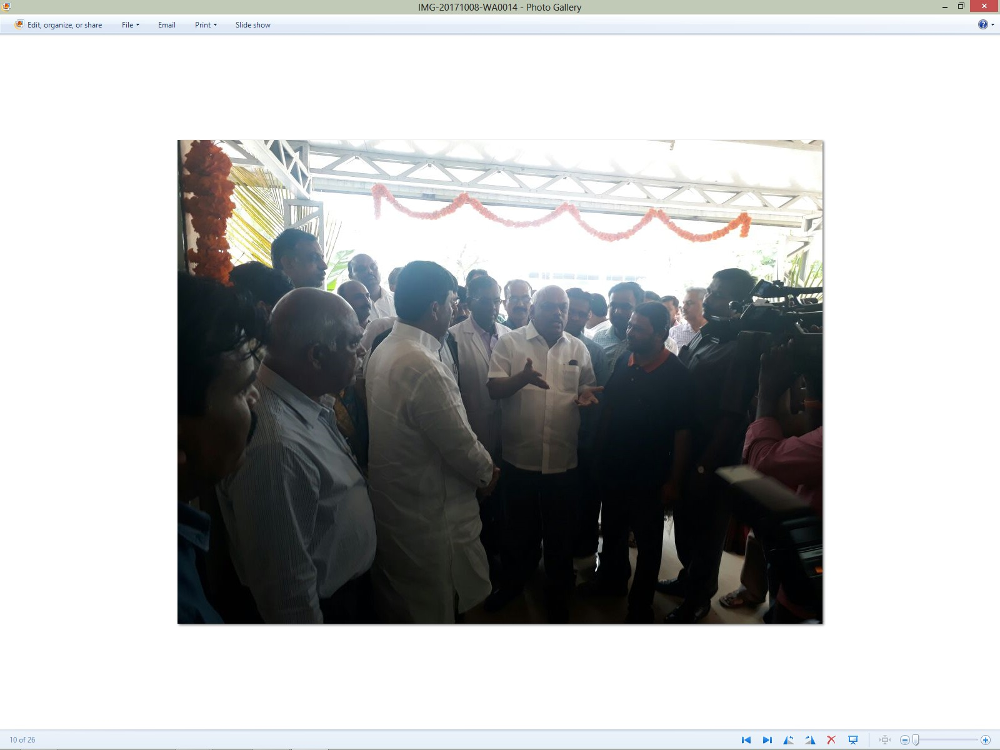 IMG-20171008-WA0014 - Photo Gallery
Edit, organize, or share File Email Print Slide show
10 of 26